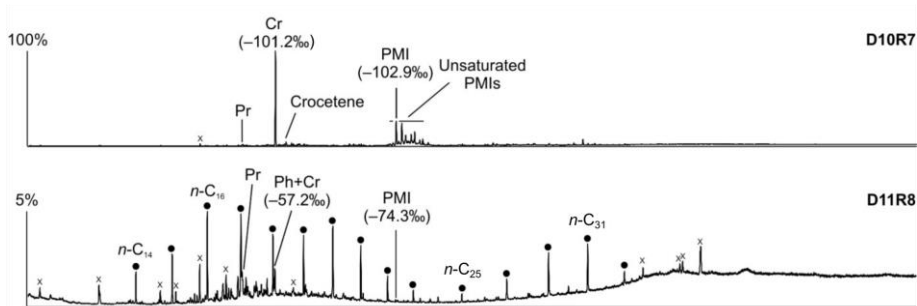 Cr
(–101.2‰)
100%
D10R7
PMI
(–102.9‰)
Unsaturated
PMIs
Pr
Crocetene
x
5%
D11R8
n-C₁₆
Pr
Ph+Cr
(–57.2‰)
PMI
(–74.3‰)
n-C₁₄
n-C₂₅
n-C₃₁
x
x
x
x
x
x
x
x
x
x
x